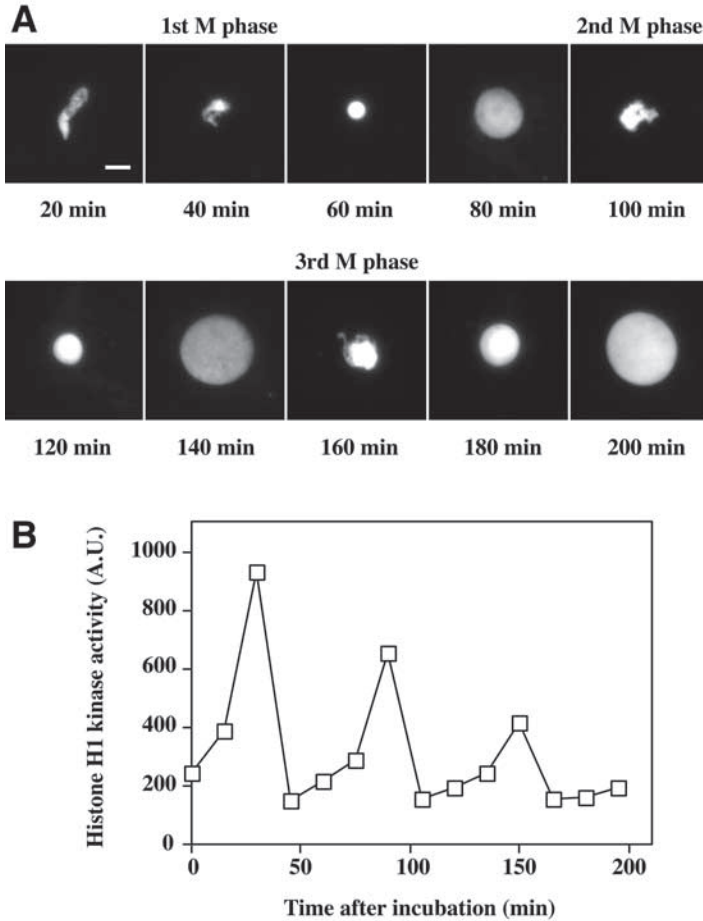 A
1st M phase 2nd M phase
20 min 40 min 60 min 80 min 100 min
3rd M phase
120 min 140 min 160 min 180 min 200 min
B
Histone H1 kinase activity (A.U.)
1000
800
600
400
200
0
0 50 100 150 200
Time after incubation (min)